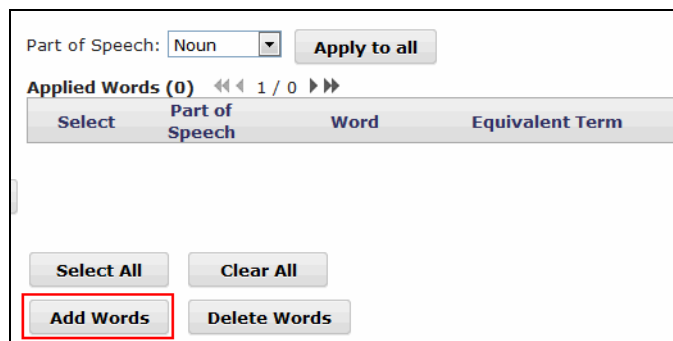 Part of Speech: Noun Apply to all
Applied Words (0) 1 / 0
Select Part of Speech Word Equivalent Term
Select All Clear All
Add Words Delete Words